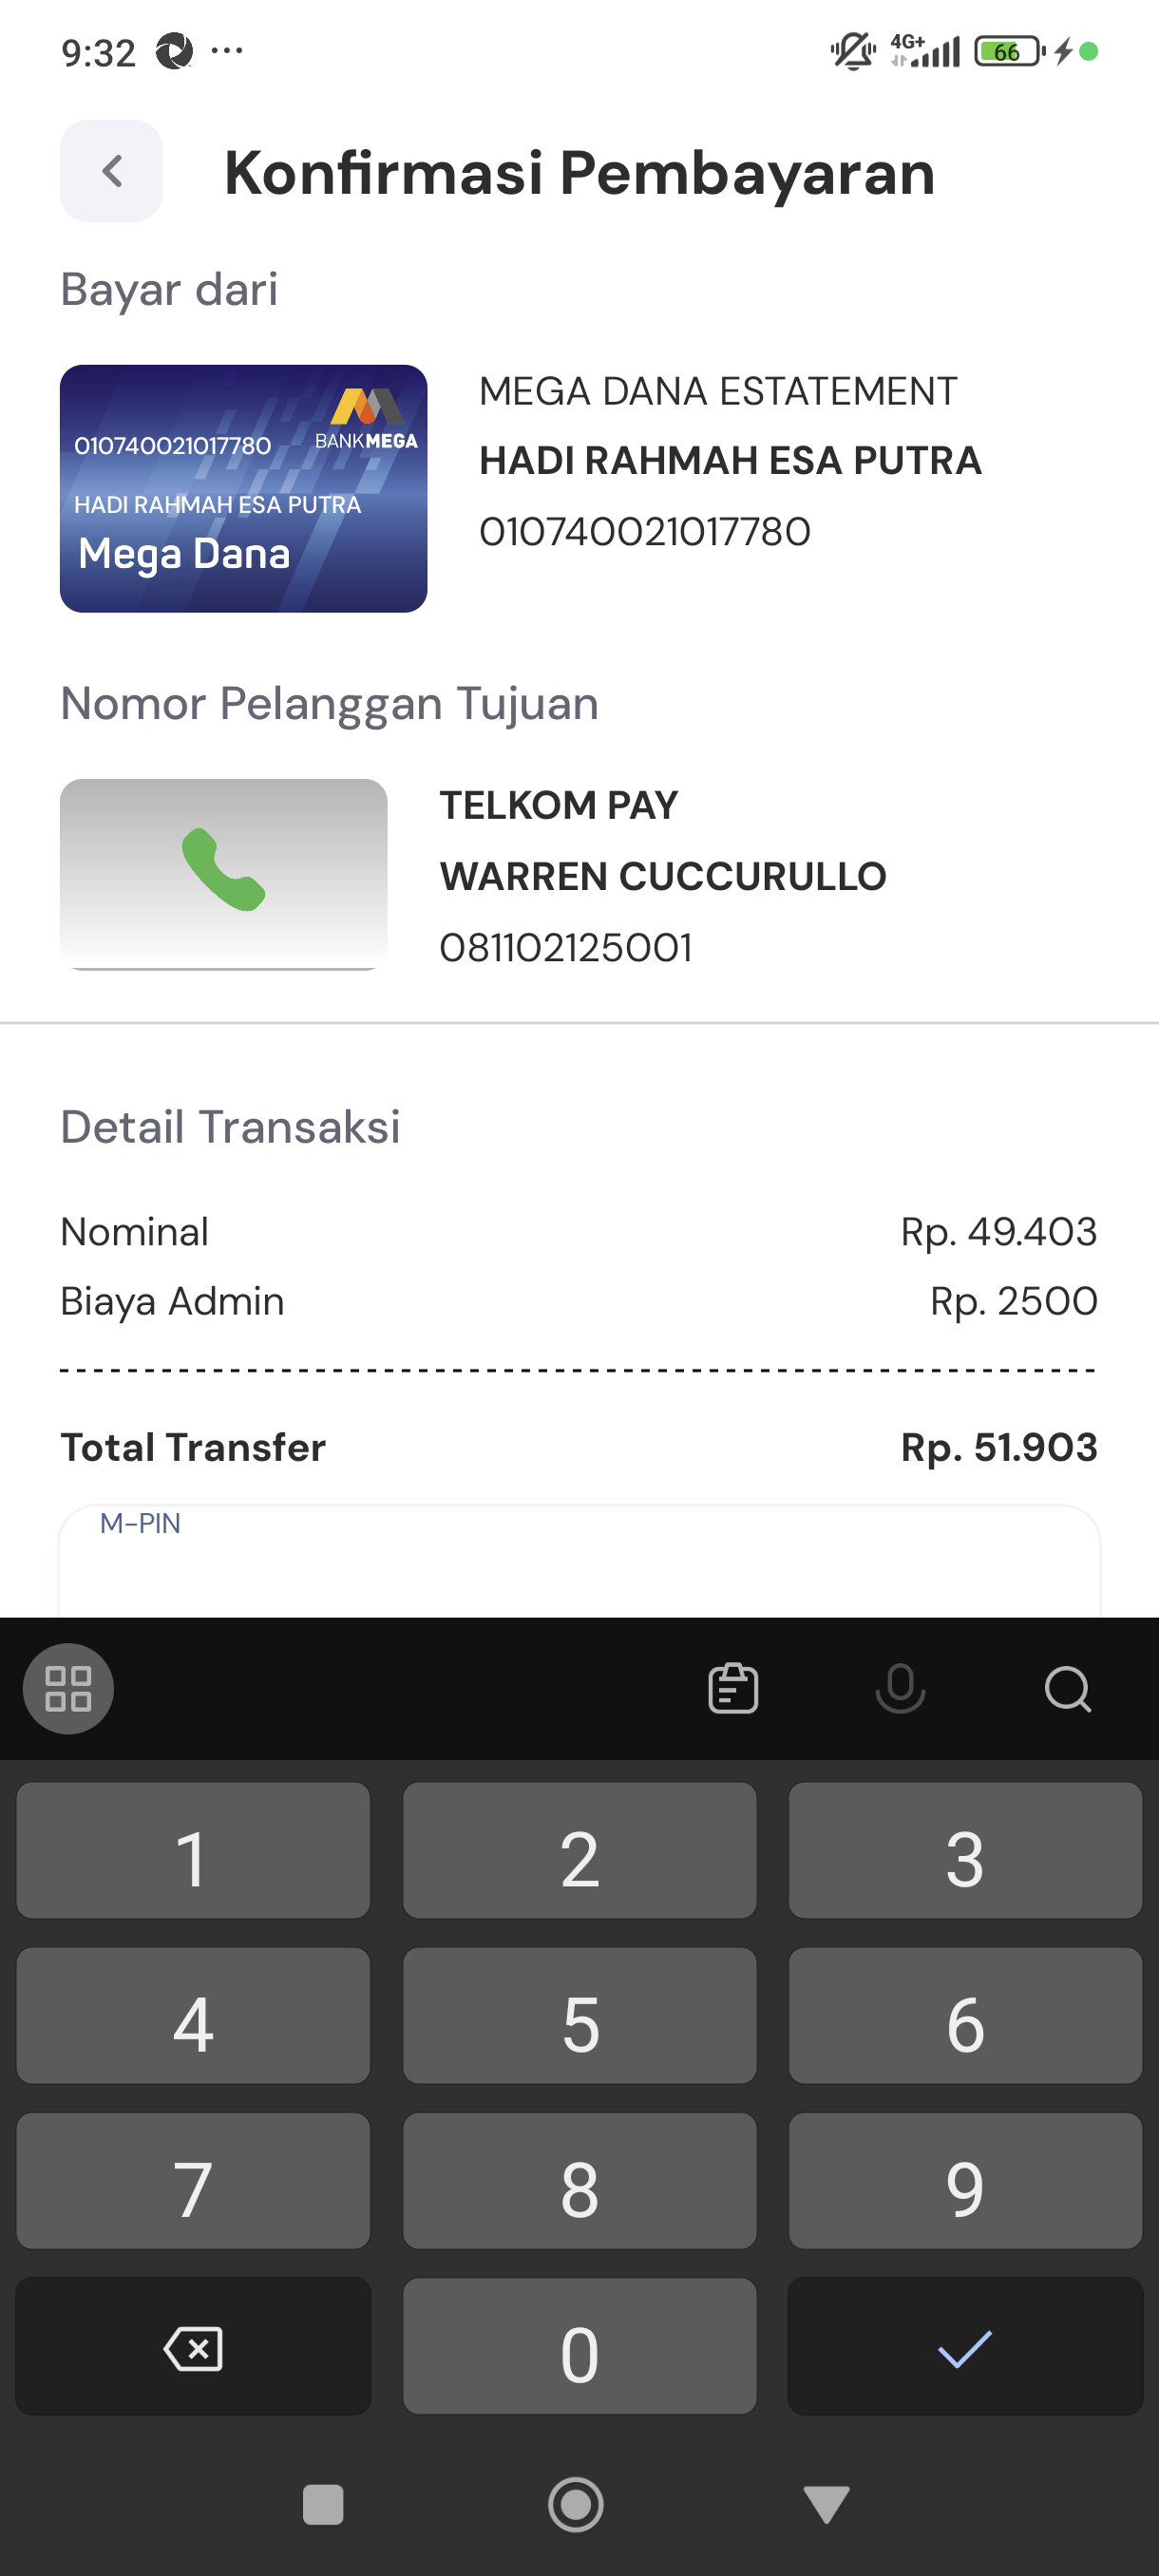 9:32
4G+
66
Konfirmasi Pembayaran
Bayar dari
010740021017780
BANKMEGA
HADI RAHMAH ESA PUTRA
Mega Dana
MEGA DANA ESTATEMENT
HADI RAHMAH ESA PUTRA
010740021017780
Nomor Pelanggan Tujuan
TELKOM PAY
WARREN CUCCURULLO
081102125001
Detail Transaksi
Nominal Rp. 49.403
Biaya Admin Rp. 2500
Total Transfer Rp. 51.903
M-PIN
1 2 3
4 5 6
7 8 9
0